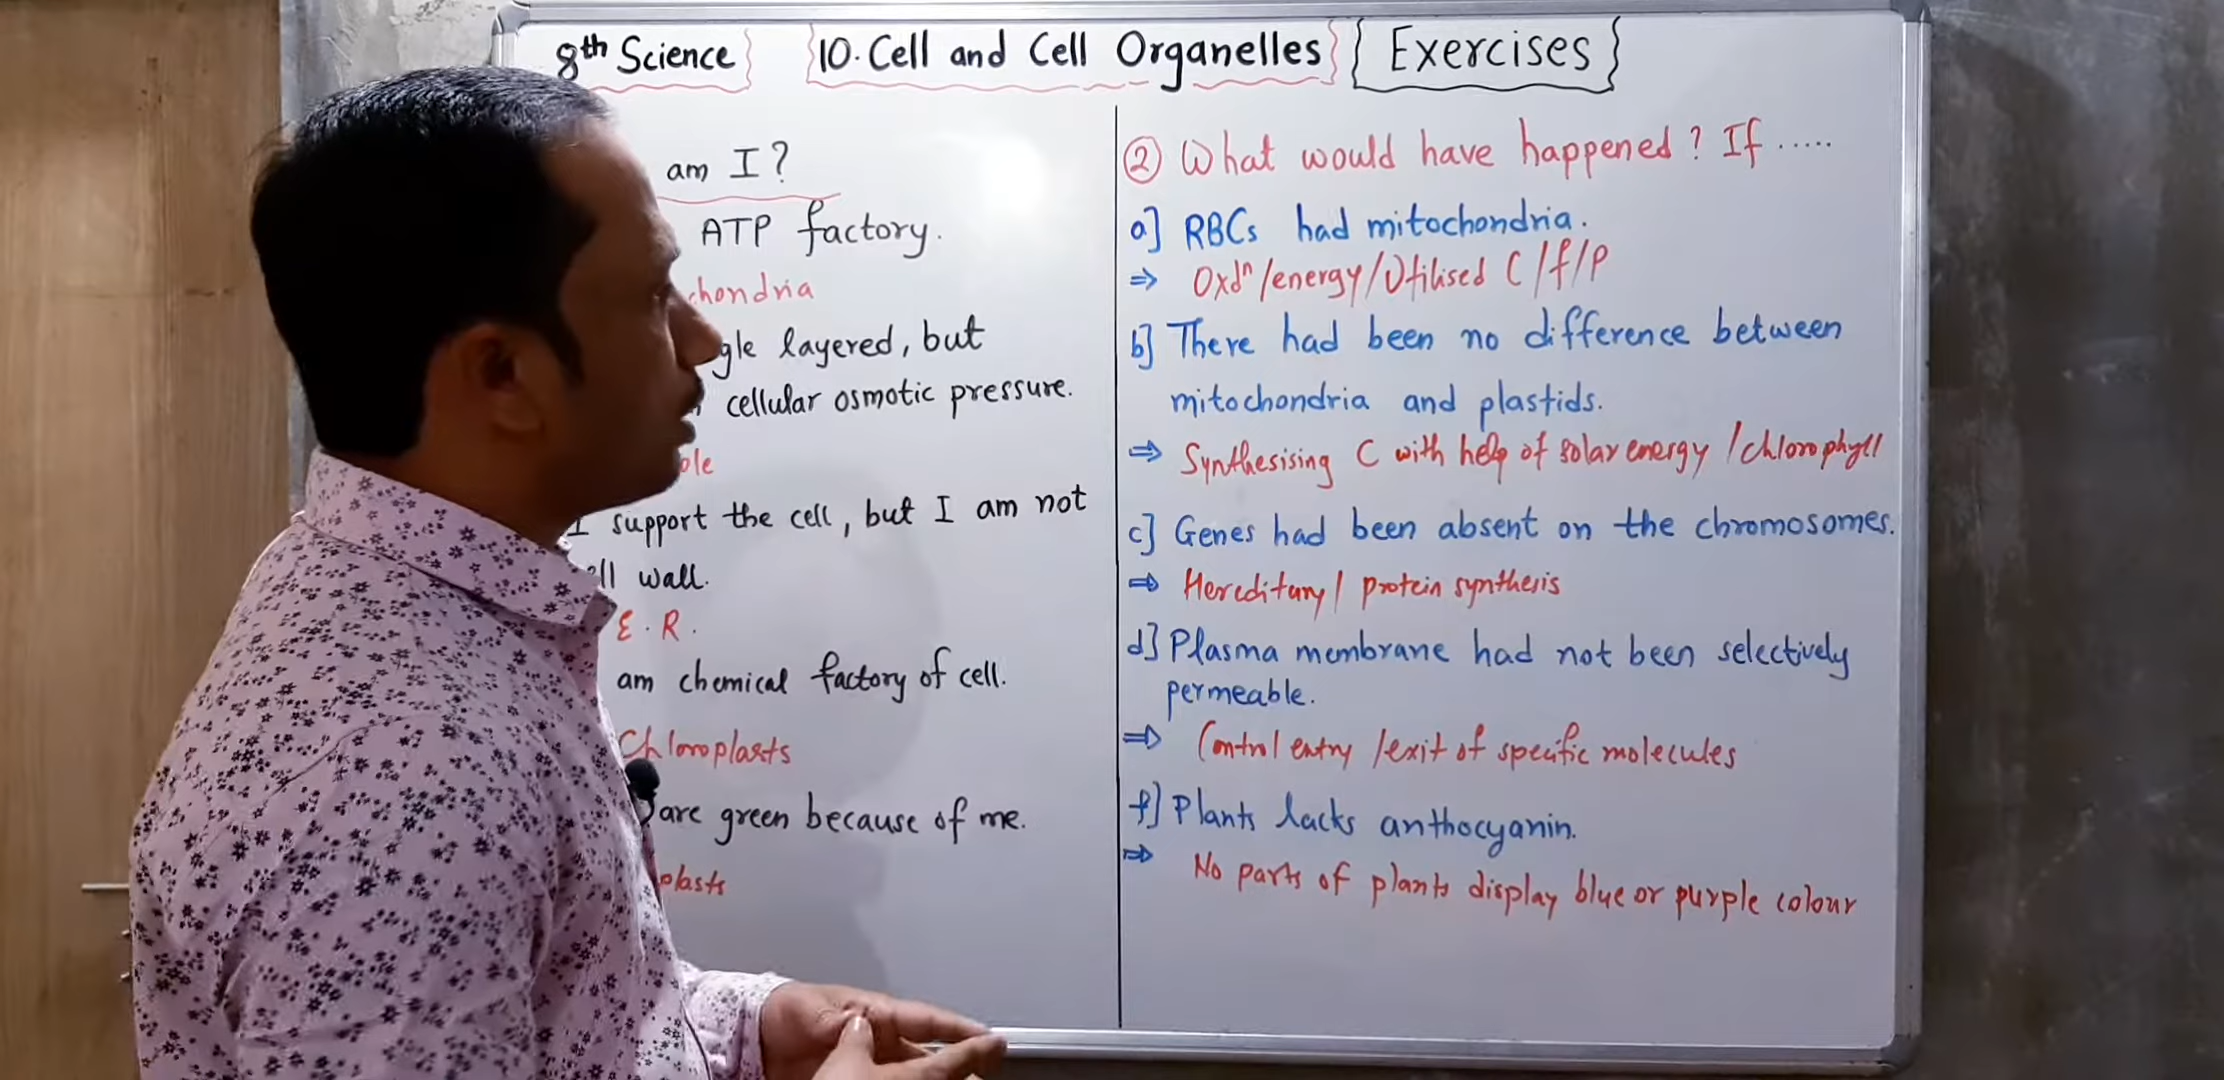 8th Science 10. Cell and Cell Organelles Exercises
am I?
ATP factory.
chondria
gle layered, but
cellular osmotic pressure.
ole
I support the cell, but I am not
ell wall.
E.R.
am chemical factory of cell.
Chloroplasts
are green because of me.
plasts
② What would have happened? If .....
a] RBCs had mitochondria.
⇒ Oxdⁿ/energy/Utilised C/f/P
b] There had been no difference between
mitochondria and plastids.
⇒ Synthesising C with help of solar energy /chlorophyll
c] Genes had been absent on the chromosomes.
⇒ Hereditary/ protein synthesis
d] Plasma membrane had not been selectively
permeable.
⇒ Control entry /exit of specific molecules
f] Plants lacks anthocyanin.
⇒ No parts of plants display blue or purple colour